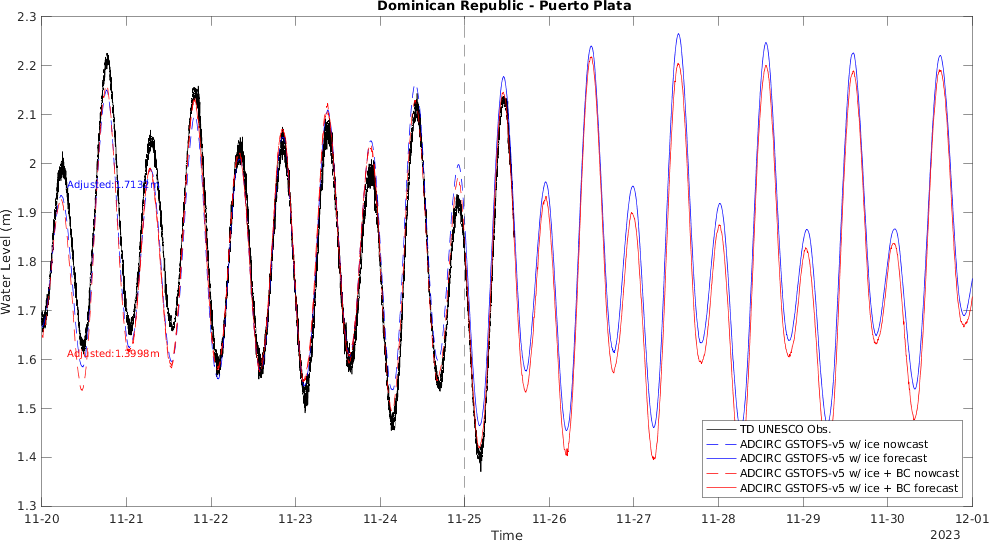 Dominican Republic - Puerto Plata
2.3
2.2
2.1
2
1.9
1.8
1.7
1.6
1.5
1.4
1.3
Water Level (m)
Adjusted:1.7132m
Adjusted:1.3998m
TD UNESCO Obs.
ADCIRC GSTOFS-v5 w/ ice nowcast
ADCIRC GSTOFS-v5 w/ ice forecast
ADCIRC GSTOFS-v5 w/ ice + BC nowcast
ADCIRC GSTOFS-v5 w/ ice + BC forecast
11-20 11-21 11-22 11-23 11-24 11-25 11-26 11-27 11-28 11-29 11-30 12-01
Time
2023